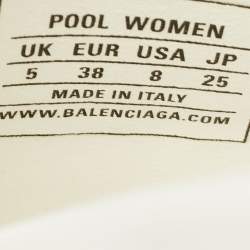 POOL WOMEN
UK EUR USA JP
5 38 8 25
MADE IN ITALY
WWW.BALENCIAGA.COM